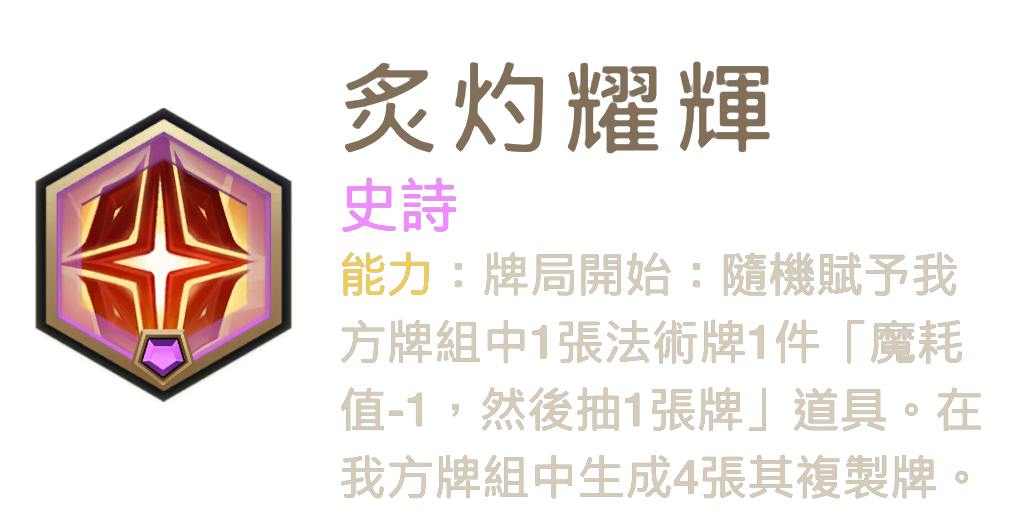 炙灼耀輝
史詩
能力：牌局開始：隨機賦予我
方牌組中1張法術牌1件「魔耗
值-1，然後抽1張牌」道具。在
我方牌組中生成4張其複製牌。